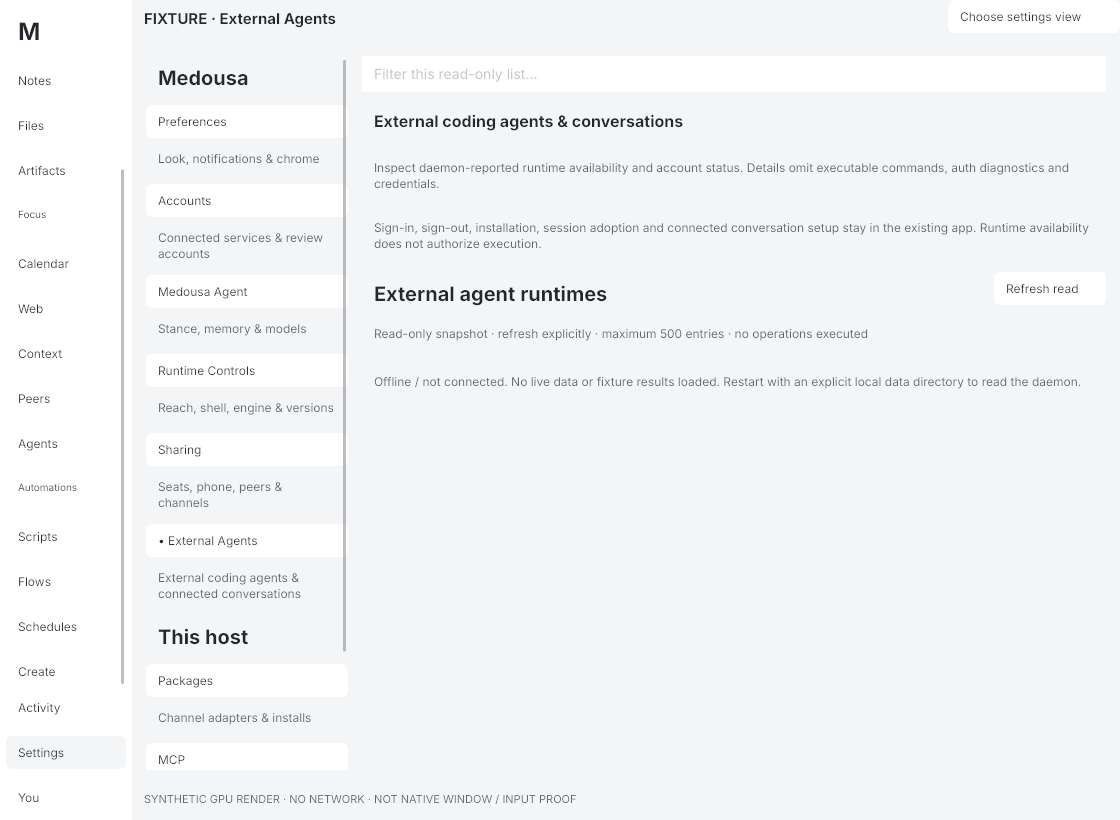 M
Notes
Files
Artifacts
Focus
Calendar
Web
Context
Peers
Agents
Automations
Scripts
Flows
Schedules
Create
Activity
Settings
You
FIXTURE · External Agents
Choose settings view
Medousa
Preferences
Look, notifications & chrome
Accounts
Connected services & review
accounts
Medousa Agent
Stance, memory & models
Runtime Controls
Reach, shell, engine & versions
Sharing
Seats, phone, peers &
channels
• External Agents
External coding agents &
connected conversations
This host
Packages
Channel adapters & installs
MCP
Filter this read-only list...
External coding agents & conversations
Inspect daemon-reported runtime availability and account status. Details omit executable commands, auth diagnostics and
credentials.
Sign-in, sign-out, installation, session adoption and connected conversation setup stay in the existing app. Runtime availability
does not authorize execution.
External agent runtimes
Refresh read
Read-only snapshot · refresh explicitly · maximum 500 entries · no operations executed
Offline / not connected. No live data or fixture results loaded. Restart with an explicit local data directory to read the daemon.
SYNTHETIC GPU RENDER · NO NETWORK · NOT NATIVE WINDOW / INPUT PROOF